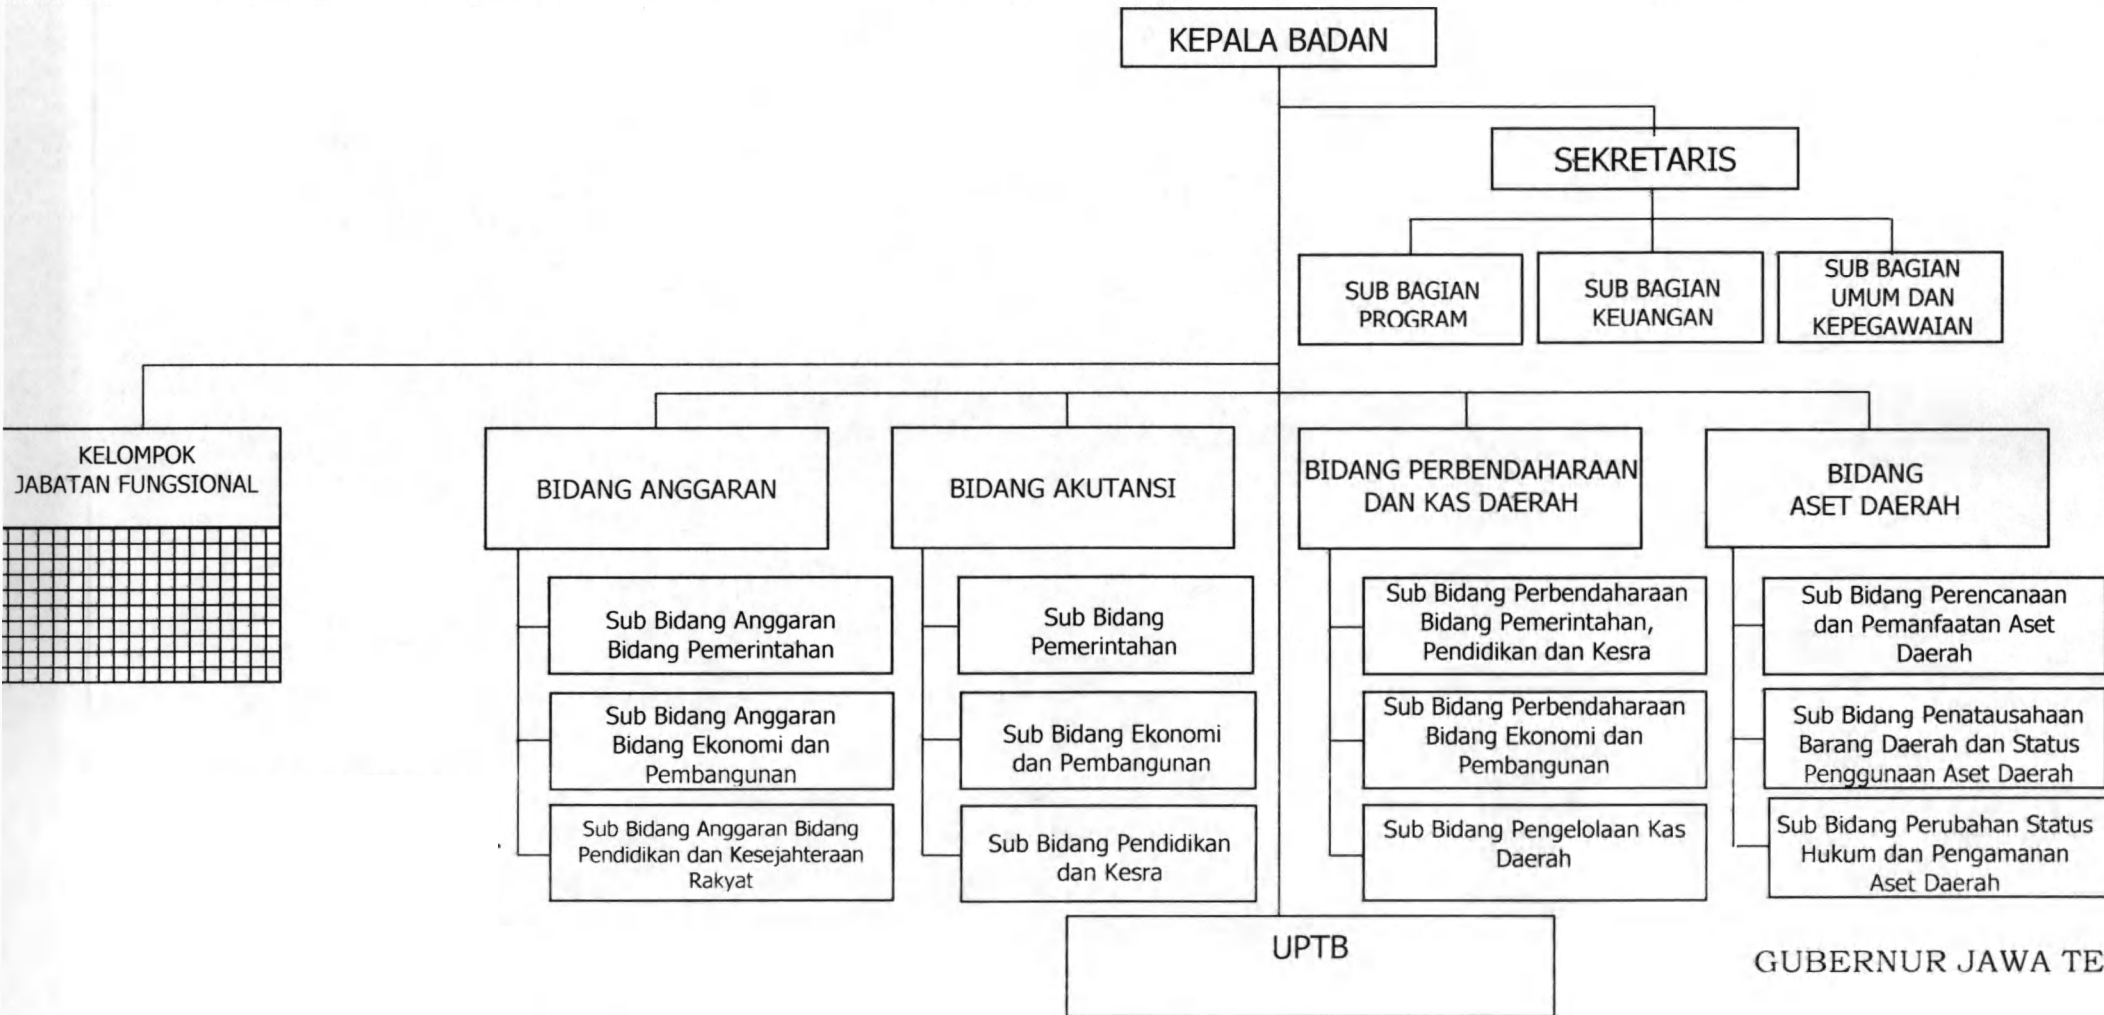 KEPALA BADAN
SEKRETARIS
SUB BAGIAN
PROGRAM
SUB BAGIAN
KEUANGAN
SUB BAGIAN
UMUM DAN
KEPEGAWAIAN
KELOMPOK
JABATAN FUNGSIONAL
BIDANG ANGGARAN
BIDANG AKUTANSI
BIDANG PERBENDAHARAAN
DAN KAS DAERAH
BIDANG
ASET DAERAH
Sub Bidang Anggaran
Bidang Pemerintahan
Sub Bidang Anggaran
Bidang Ekonomi dan
Pembangunan
Sub Bidang Anggaran Bidang
Pendidikan dan Kesejahteraan
Rakyat
Sub Bidang
Pemerintahan
Sub Bidang Ekonomi
dan Pembangunan
Sub Bidang Pendidikan
dan Kesra
Sub Bidang Perbendaharaan
Bidang Pemerintahan,
Pendidikan dan Kesra
Sub Bidang Perbendaharaan
Bidang Ekonomi dan
Pembangunan
Sub Bidang Pengelolaan Kas
Daerah
Sub Bidang Perencanaan
dan Pemanfaatan Aset
Daerah
Sub Bidang Penatausahaan
Barang Daerah dan Status
Penggunaan Aset Daerah
Sub Bidang Perubahan Status
Hukum dan Pengamanan
Aset Daerah
UPTB
GUBERNUR JAWA TE